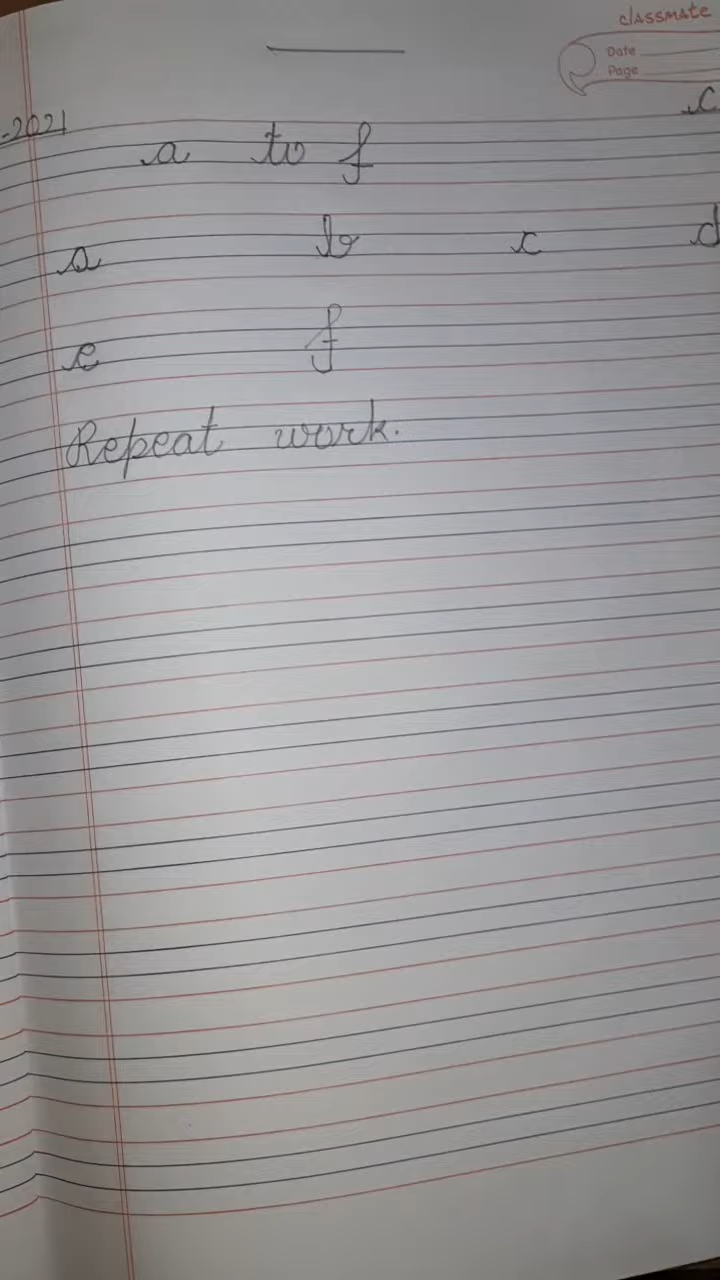 classmate
Date
Page
-2021
a to f
a b c d
e f
Repeat work.